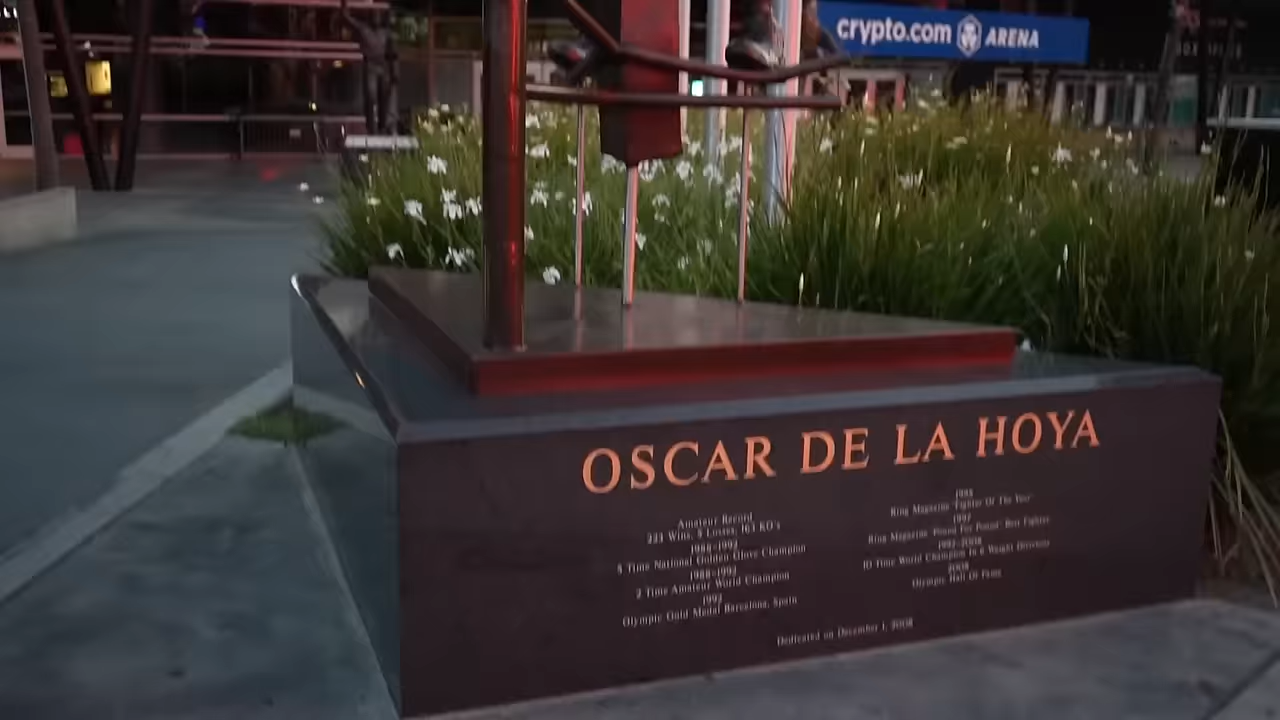 crypto.com ARENA
OSCAR DE LA HOYA
Amateur Record
223 Wins, 5 Losses, 163 KO's
1986-1992
5 Time National Golden Glove Champion
1988-1992
2 Time Amateur World Champion
1992
Olympic Gold Medal Barcelona, Spain
1995
Ring Magazine "Fighter Of The Year"
1997
Ring Magazine "Pound For Pound" Best Fighter
1992-2008
10 Time World Champion In 6 Weight Divisions
2008
Olympic Hall Of Fame
Dedicated on December 1, 2008